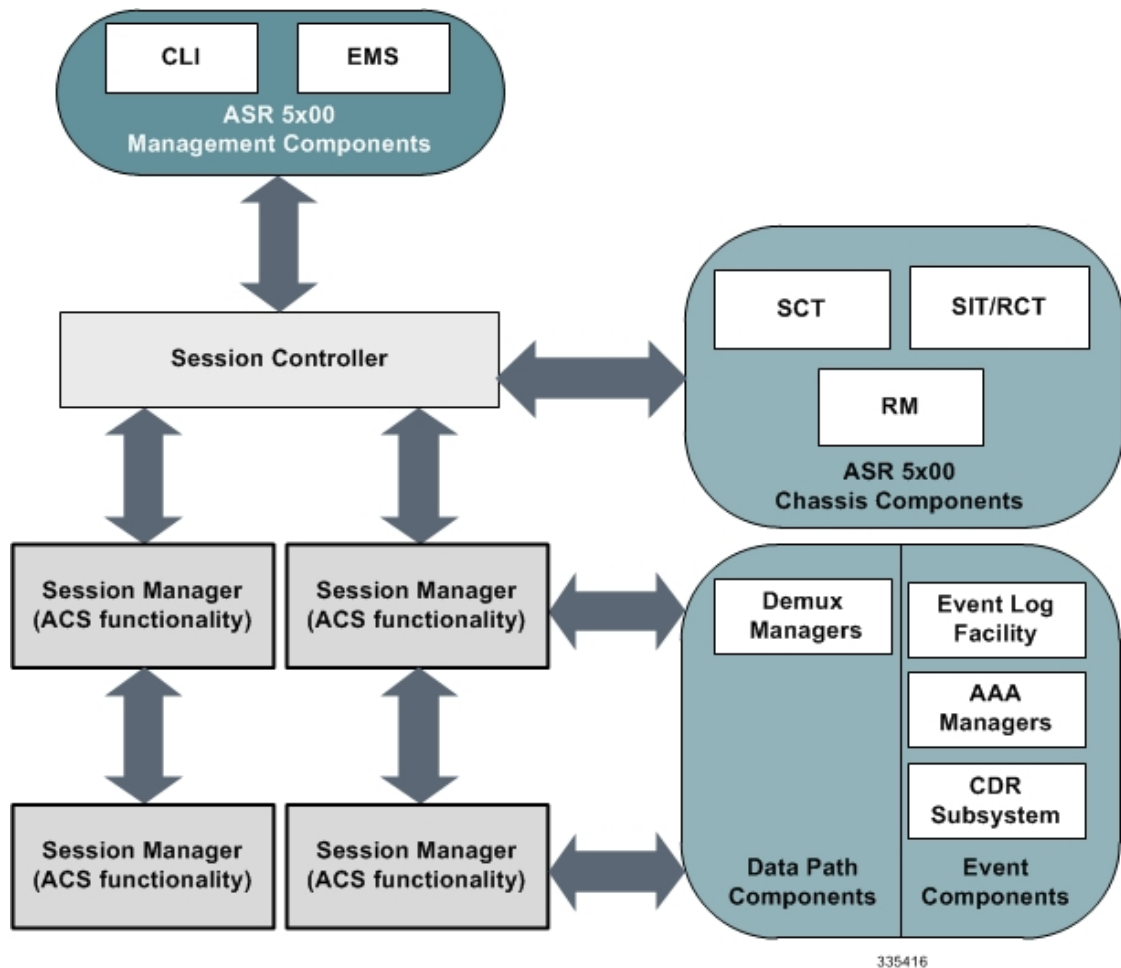 CLI
EMS
ASR 5x00
Management Components
SCT
SIT/RCT
RM
ASR 5x00
Chassis Components
Session Controller
Session Manager
(ACS functionality)
Session Manager
(ACS functionality)
Session Manager
(ACS functionality)
Session Manager
(ACS functionality)
Demux
Managers
Data Path
Components
Event Log
Facility
AAA
Managers
CDR
Subsystem
Event
Components
335416